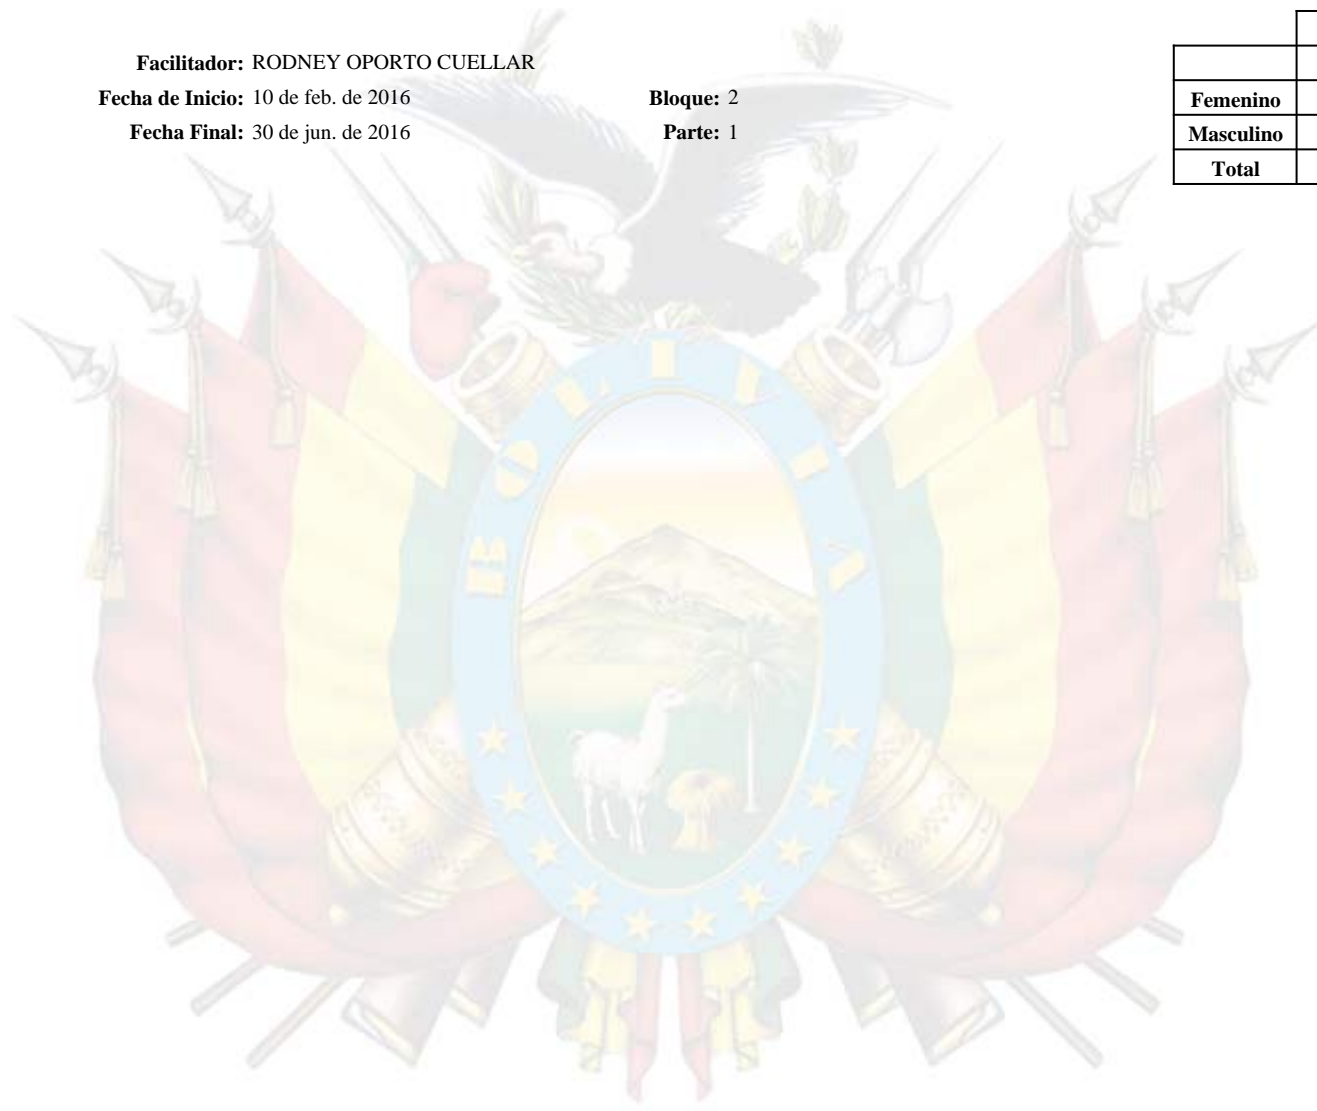 Facilitador: RODNEY OPORTO CUELLAR
Fecha de Inicio: 10 de feb. de 2016 Bloque: 2
Fecha Final: 30 de jun. de 2016 Parte: 1
Femenino
Masculino
Total
BOLIVIA